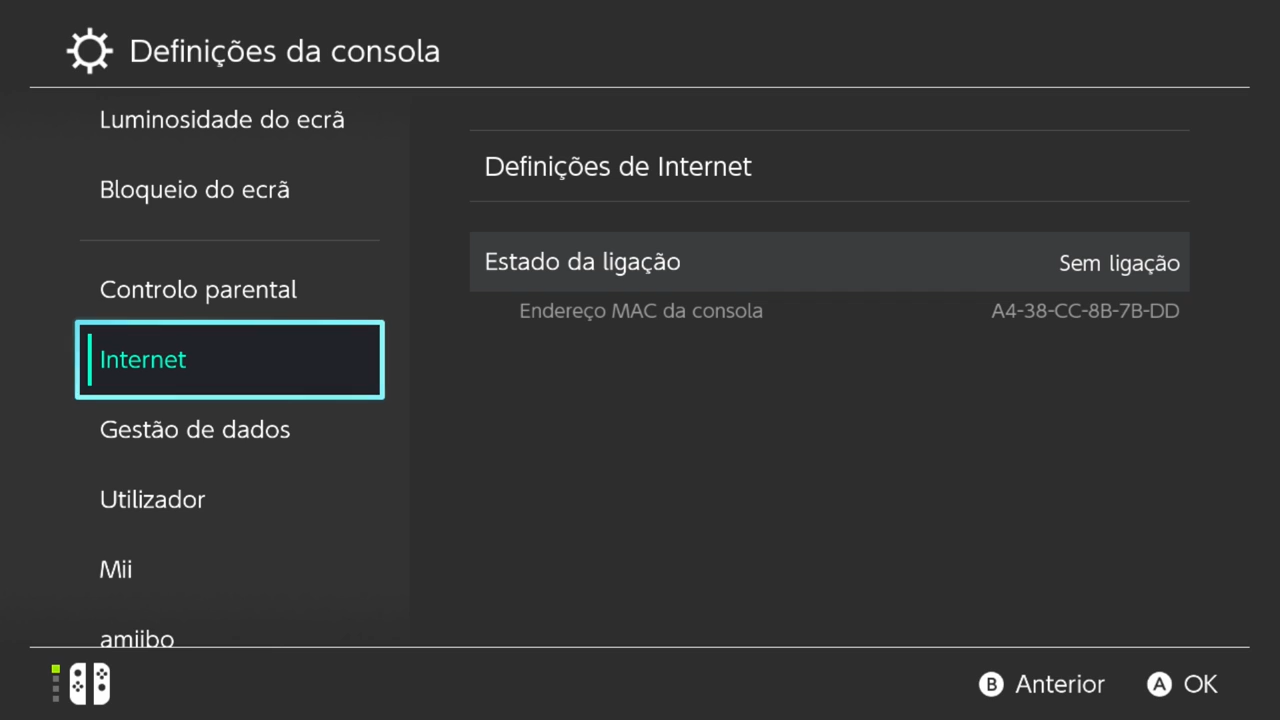 Definições da consola
Luminosidade do ecrã
Bloqueio do ecrã
Controlo parental
Internet
Gestão de dados
Utilizador
Mii
amiibo
Definições de Internet
Estado da ligação Sem ligação
Endereço MAC da consola A4-38-CC-8B-7B-DD
B Anterior A OK